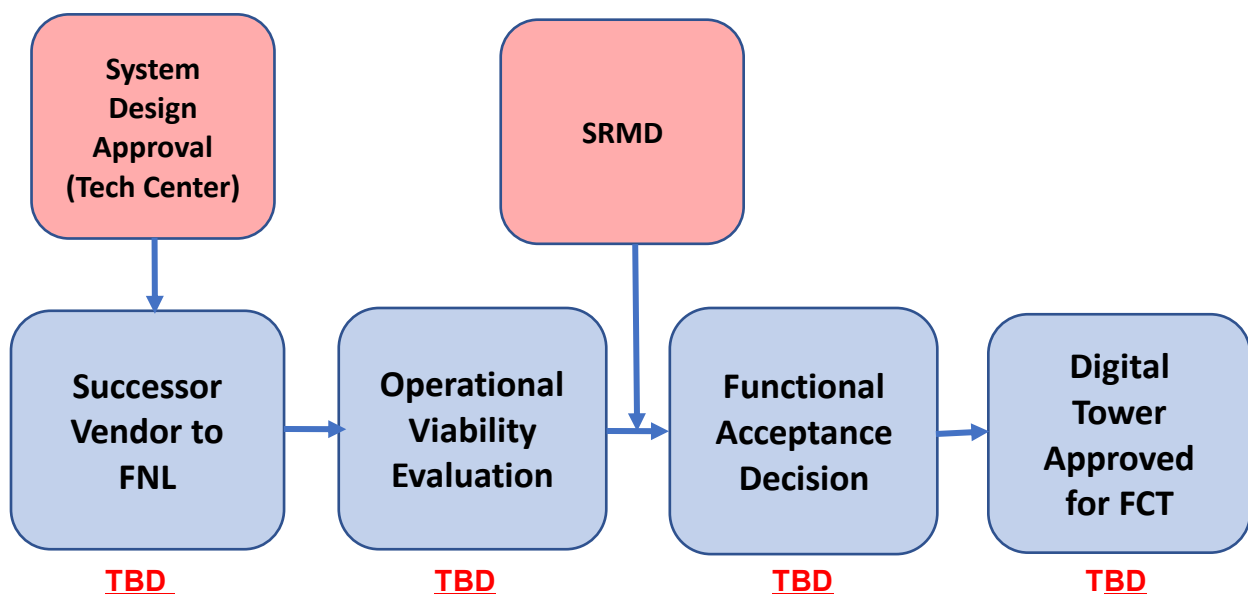 System
Design
Approval
(Tech Center)
SRMD
Successor
Vendor to
FNL
Operational
Viability
Evaluation
Functional
Acceptance
Decision
Digital
Tower
Approved
for FCT
TBD
TBD
TBD
TBD